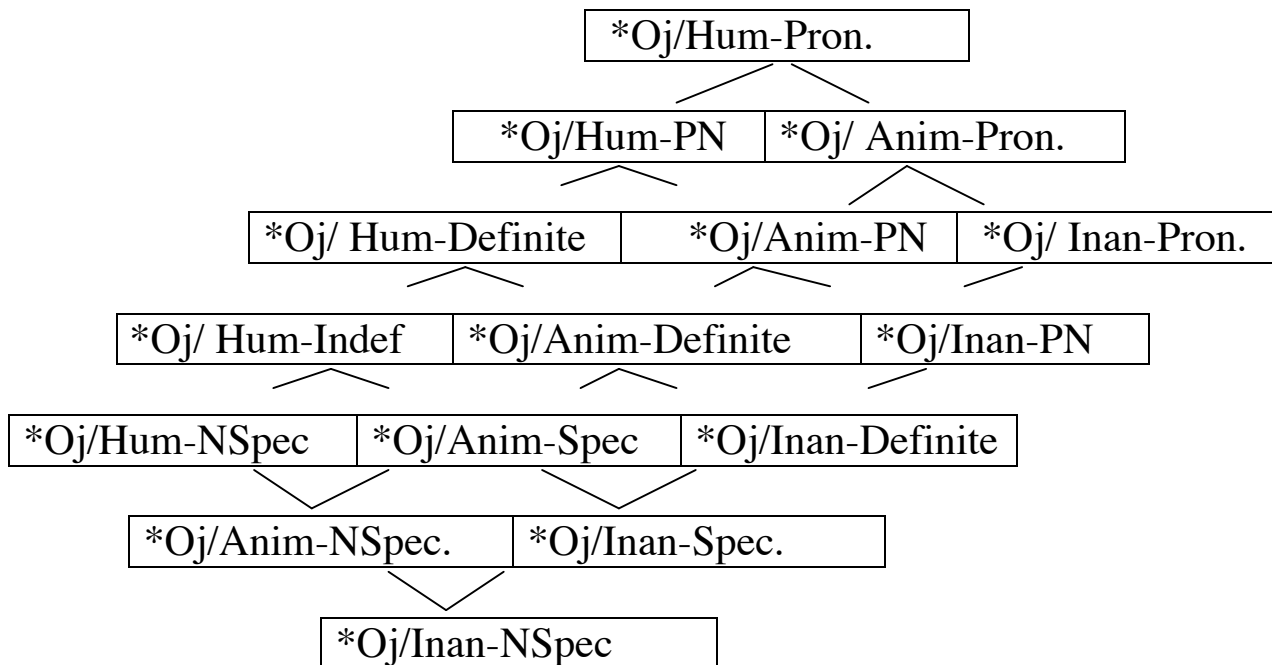 *Oj/Hum-Pron.
*Oj/Hum-PN *Oj/ Anim-Pron.
*Oj/ Hum-Definite *Oj/Anim-PN *Oj/ Inan-Pron.
*Oj/ Hum-Indef *Oj/Anim-Definite *Oj/Inan-PN
*Oj/Hum-NSpec *Oj/Anim-Spec *Oj/Inan-Definite
*Oj/Anim-NSpec. *Oj/Inan-Spec.
*Oj/Inan-NSpec